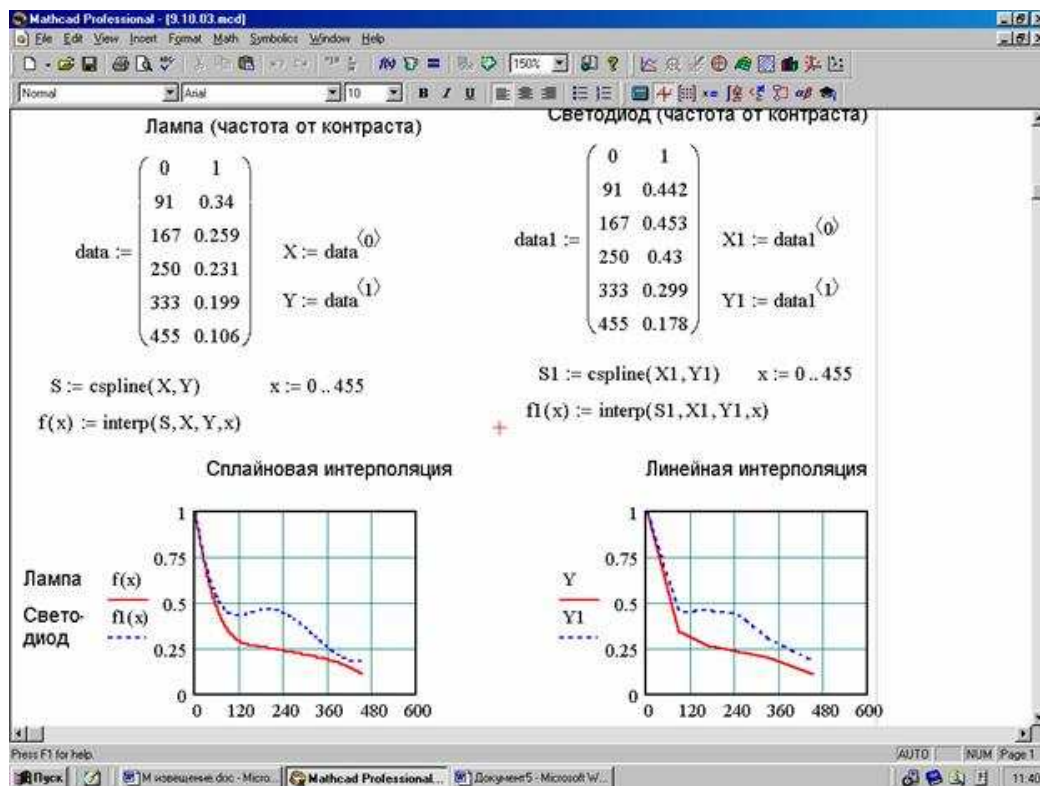 Mathcad Professional - [9.10.03.mcd]
File Edit View Insert Format Math Symbolics Window Help
150%
Normal Arial 10 B I U
Лампа (частота от контраста)
data :=
0 1
91 0.34
167 0.259
250 0.231
333 0.199
455 0.106
X := data⟨0⟩
Y := data⟨1⟩
S := cspline(X,Y) x := 0 .. 455
f(x) := interp(S,X,Y,x)
Светодиод (частота от контраста)
data1 :=
0 1
91 0.442
167 0.453
250 0.43
333 0.299
455 0.178
X1 := data1⟨0⟩
Y1 := data1⟨1⟩
S1 := cspline(X1,Y1) x := 0 .. 455
f1(x) := interp(S1,X1,Y1,x)
Сплайновая интерполяция
1
0.75
0.5
0.25
0
0 120 240 360 480 600
Лампа f(x)
Свето- f1(x)
диод
Линейная интерполяция
1
0.75
0.5
0.25
0
0 120 240 360 480 600
Y
Y1
Press F1 for help.
AUTO NUM Page 1
Пуск
.doc - Micro...
Mathcad Professional...
Документ5 - Microsoft W...
11:40